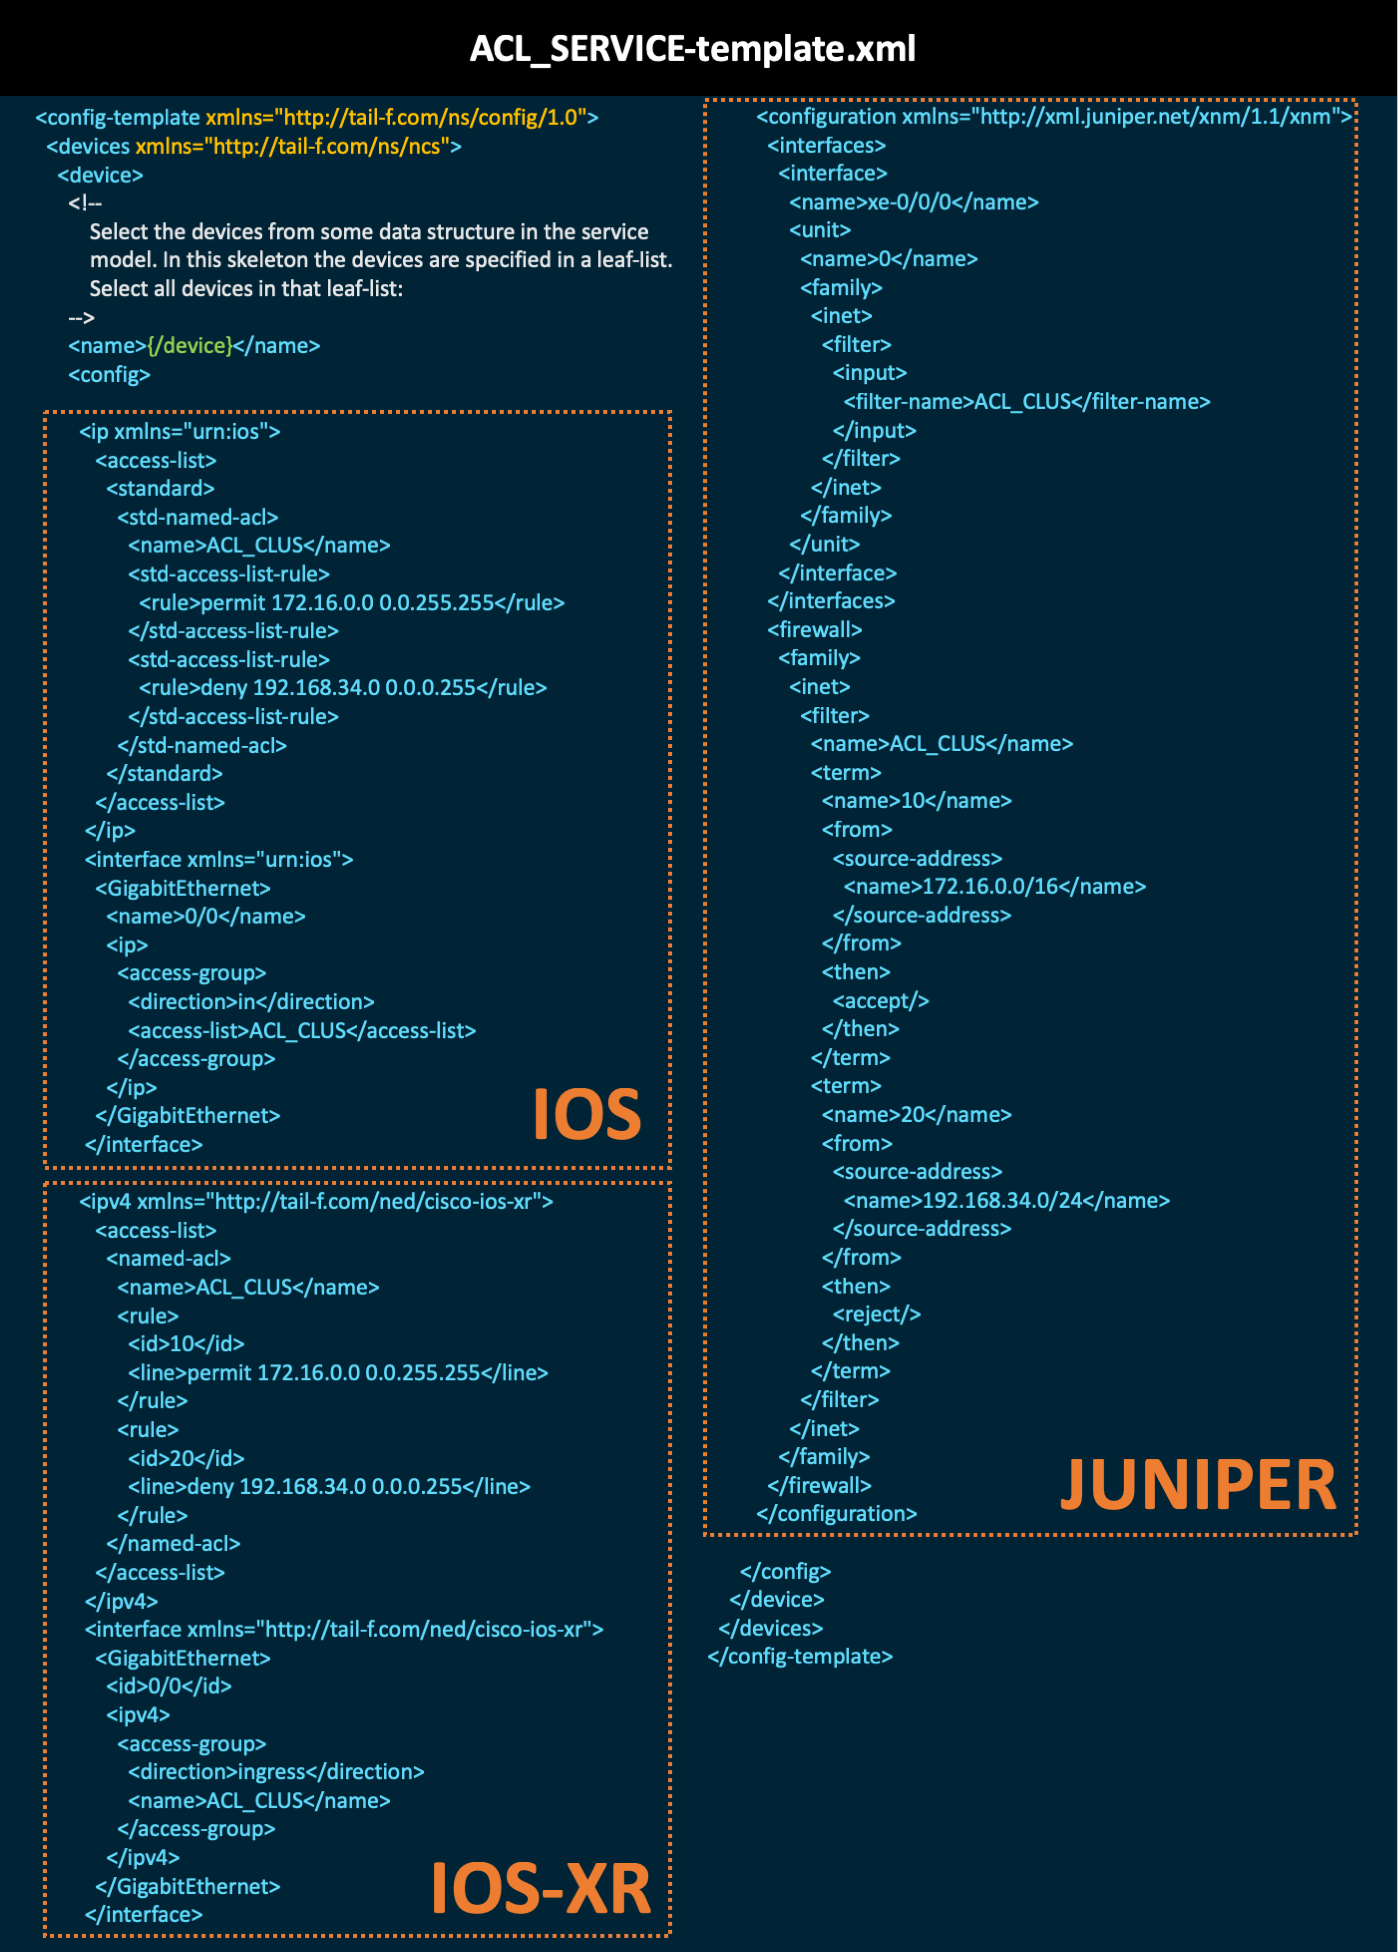 ACL_SERVICE-template.xml
<config-template xmlns="http://tail-f.com/ns/config/1.0">
<devices xmlns="http://tail-f.com/ns/ncs">
<device>
<!--
Select the devices from some data structure in the service
model. In this skeleton the devices are specified in a leaf-list.
Select all devices in that leaf-list:
-->
<name>{/device}</name>
<config>
<ip xmlns="urn:ios">
<access-list>
<standard>
<std-named-acl>
<name>ACL_CLUS</name>
<std-access-list-rule>
<rule>permit 172.16.0.0 0.0.255.255</rule>
</std-access-list-rule>
<std-access-list-rule>
<rule>deny 192.168.34.0 0.0.0.255</rule>
</std-access-list-rule>
</std-named-acl>
</standard>
</access-list>
</ip>
<interface xmlns="urn:ios">
<GigabitEthernet>
<name>0/0</name>
<ip>
<access-group>
<direction>in</direction>
<access-list>ACL_CLUS</access-list>
</access-group>
</ip>
</GigabitEthernet>
</interface>
IOS
<ipv4 xmlns="http://tail-f.com/ned/cisco-ios-xr">
<access-list>
<named-acl>
<name>ACL_CLUS</name>
<rule>
<id>10</id>
<line>permit 172.16.0.0 0.0.255.255</line>
</rule>
<rule>
<id>20</id>
<line>deny 192.168.34.0 0.0.0.255</line>
</rule>
</named-acl>
</access-list>
</ipv4>
<interface xmlns="http://tail-f.com/ned/cisco-ios-xr">
<GigabitEthernet>
<id>0/0</id>
<ipv4>
<access-group>
<direction>ingress</direction>
<name>ACL_CLUS</name>
</access-group>
</ipv4>
</GigabitEthernet>
</interface>
IOS-XR
<configuration xmlns="http://xml.juniper.net/xnm/1.1/xnm">
<interfaces>
<interface>
<name>xe-0/0/0</name>
<unit>
<name>0</name>
<family>
<inet>
<filter>
<input>
<filter-name>ACL_CLUS</filter-name>
</input>
</filter>
</inet>
</family>
</unit>
</interface>
</interfaces>
<firewall>
<family>
<inet>
<filter>
<name>ACL_CLUS</name>
<term>
<name>10</name>
<from>
<source-address>
<name>172.16.0.0/16</name>
</source-address>
</from>
<then>
<accept/>
</then>
</term>
<term>
<name>20</name>
<from>
<source-address>
<name>192.168.34.0/24</name>
</source-address>
</from>
<then>
<reject/>
</then>
</term>
</filter>
</inet>
</family>
</firewall>
</configuration>
JUNIPER
</config>
</device>
</devices>
</config-template>